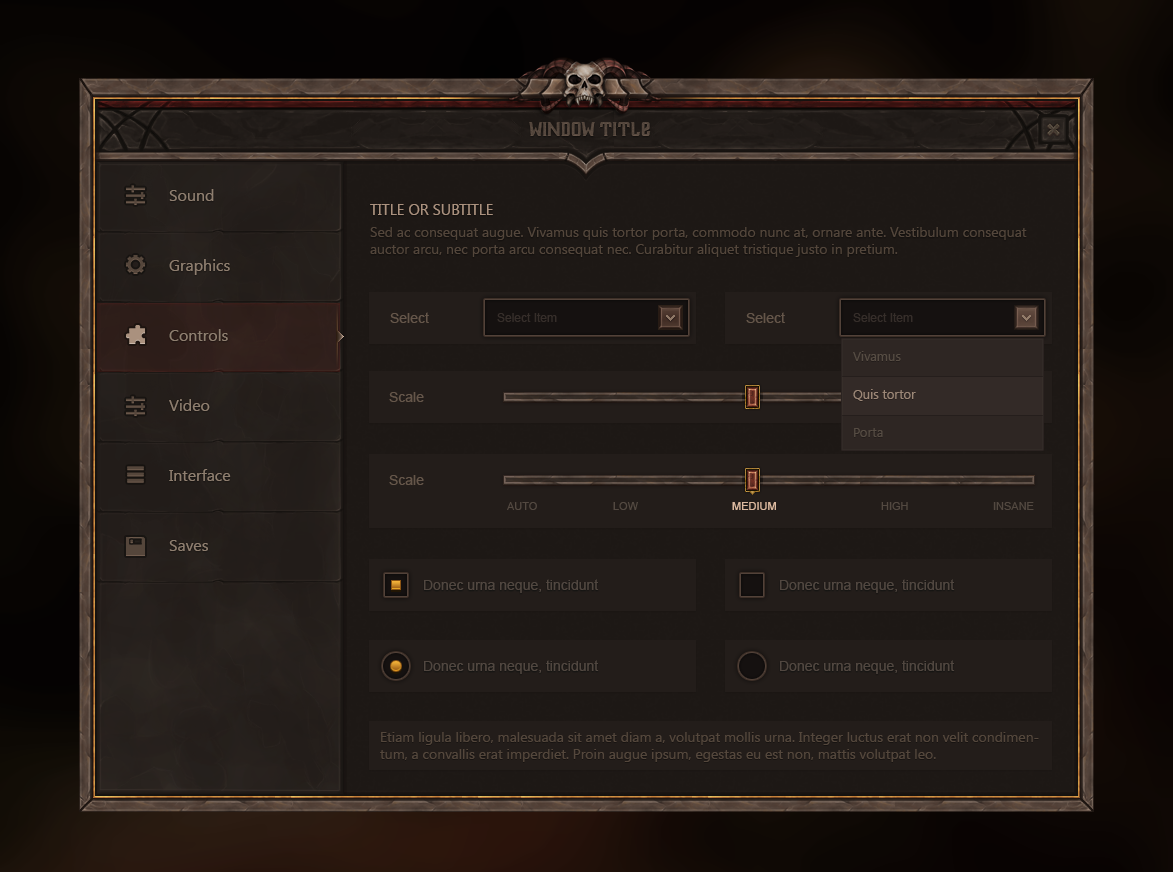 WINDOW TITLE
Sound
Graphics
Controls
Video
Interface
Saves
TITLE OR SUBTITLE
Sed ac consequat augue. Vivamus quis tortor porta, commodo nunc at, ornare ante. Vestibulum consequat
auctor arcu, nec porta arcu consequat nec. Curabitur aliquet tristique justo in pretium.
Select
Select Item
Select
Select Item
Vivamus
Quis tortor
Porta
Scale
Scale
AUTO LOW MEDIUM HIGH INSANE
Donec urna neque, tincidunt
Donec urna neque, tincidunt
Donec urna neque, tincidunt
Donec urna neque, tincidunt
Etiam ligula libero, malesuada sit amet diam a, volutpat mollis urna. Integer luctus erat non velit condimen-
tum, a convallis erat imperdiet. Proin augue ipsum, egestas eu est non, mattis volutpat leo.